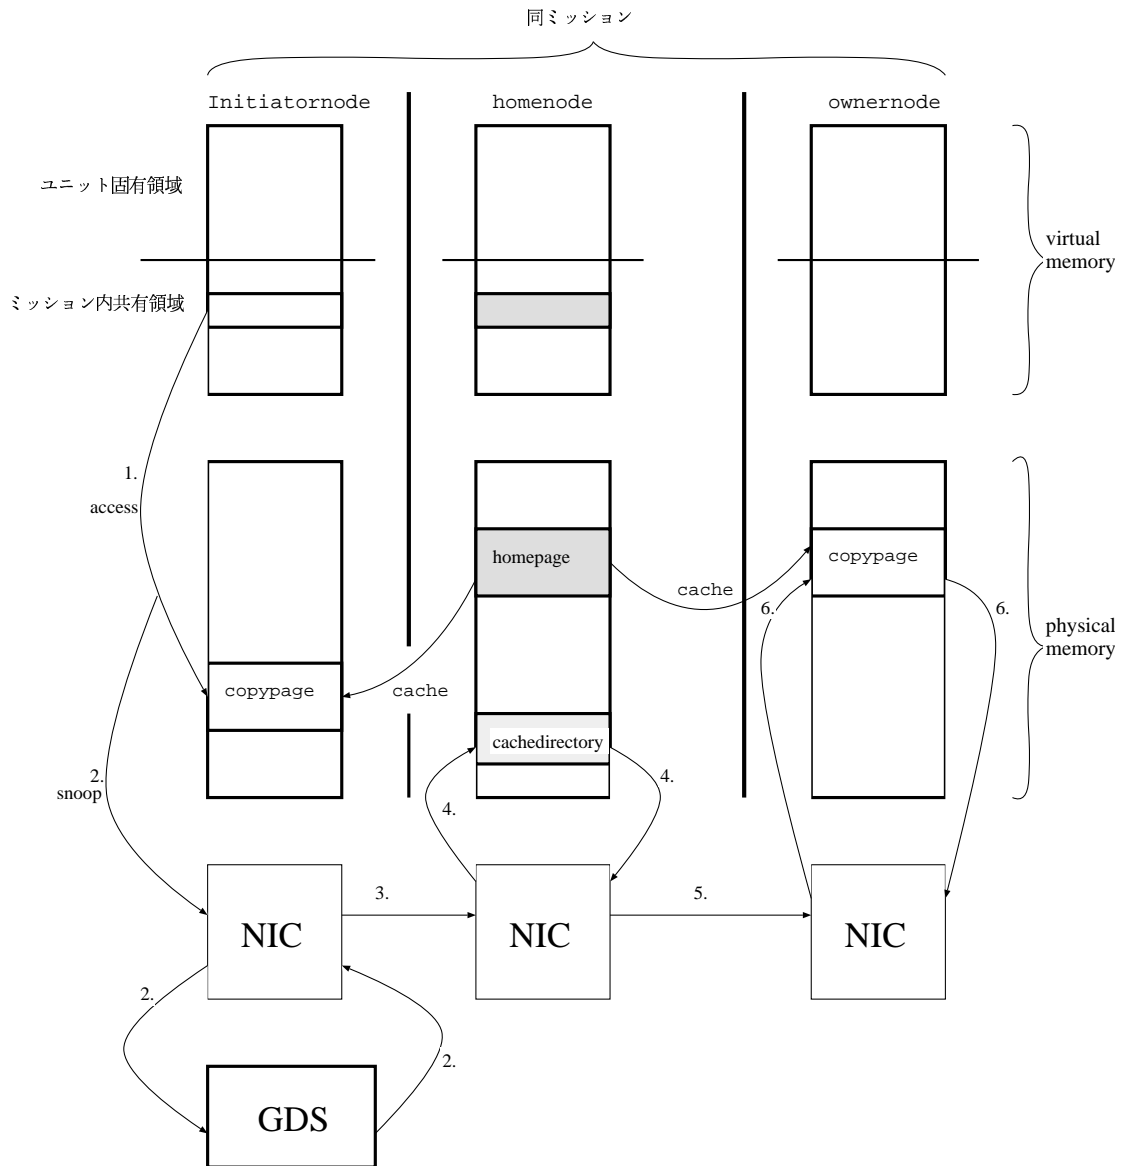 同ミッション
Initiatornode
homenode
ownernode
ユニット固有領域
virtual
memory
ミッション内共有領域
1.
access
homepage
copypage
cache
6.
6.
physical
memory
copypage
cache
cachedirectory
2.
snoop
4.
4.
3.
5.
NIC
NIC
NIC
2.
2.
GDS